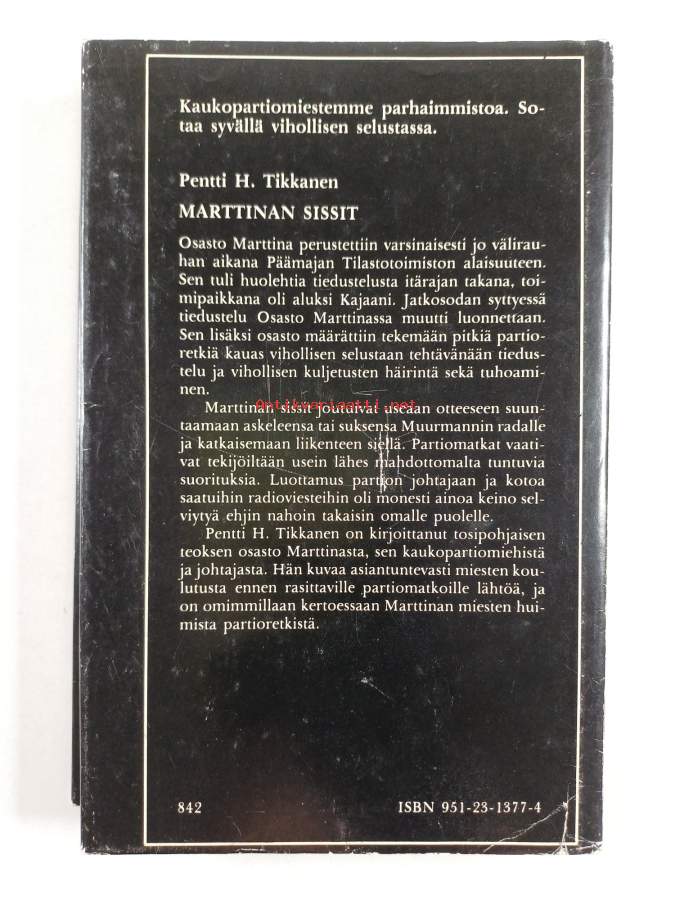 Kaukopartiomiestemme parhaimmistoa. So-
taa syvällä vihollisen selustassa.
Pentti H. Tikkanen
MARTTINAN SISSIT
Osasto Marttina perustettiin varsinaisesti jo välirau-
han aikana Päämajan Tilastotoimiston alaisuuteen.
Sen tuli huolehtia tiedustelusta itärajan takana, toi-
mipaikkana oli aluksi Kajaani. Jatkosodan syttyessä
tiedustelu Osasto Marttinassa muutti luonnettaan.
Sen lisäksi osasto määrättiin tekemään pitkiä partio-
retkiä kauas vihollisen selustaan tehtävänään tiedus-
telu ja vihollisen kuljetusten häirintä sekä tuhoami-
nen.
Antikvariaatti.net
Marttinan sissit joutuivat useaan otteeseen suun-
taamaan askeleensa tai suksensa Muurmannin radalle
ja katkaisemaan liikenteen siellä. Partiomatkat vaati-
vat tekijöiltään usein lähes mahdottomalta tuntuvia
suorituksia. Luottamus partion johtajaan ja kotoa
saatuihin radioviesteihin oli monesti ainoa keino sel-
viytyä ehjin nahoin takaisin omalle puolelle.
Pentti H. Tikkanen on kirjoittanut tosipohjaisen
teoksen osasto Marttinasta, sen kaukopartiomiehistä
ja johtajasta. Hän kuvaa asiantuntevasti miesten kou-
lutusta ennen rasittaville partiomatkoille lähtöä, ja
on omimmillaan kertoessaan Marttinan miesten hui-
mista partioretkistä.
842
ISBN 951-23-1377-4